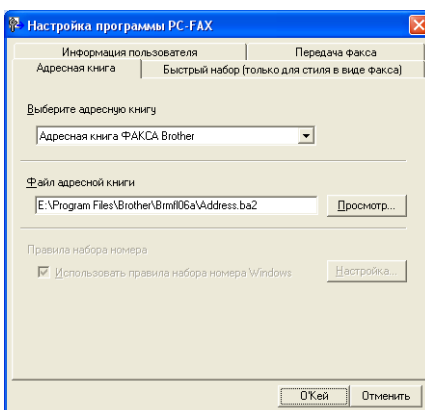 Настройка программы PC-FAX
Информация пользователя Передача факса
Адресная книга Быстрый набор (только для стиля в виде факса)
Выберите адресную книгу
Адресная книга ФАКСА Brother
Файл адресной книги
E:\Program Files\Brother\Brmfl06a\Address.ba2 Просмотр...
Правила набора номера
Использовать правила набора номера Windows Настройка...
О'Кей Отменить